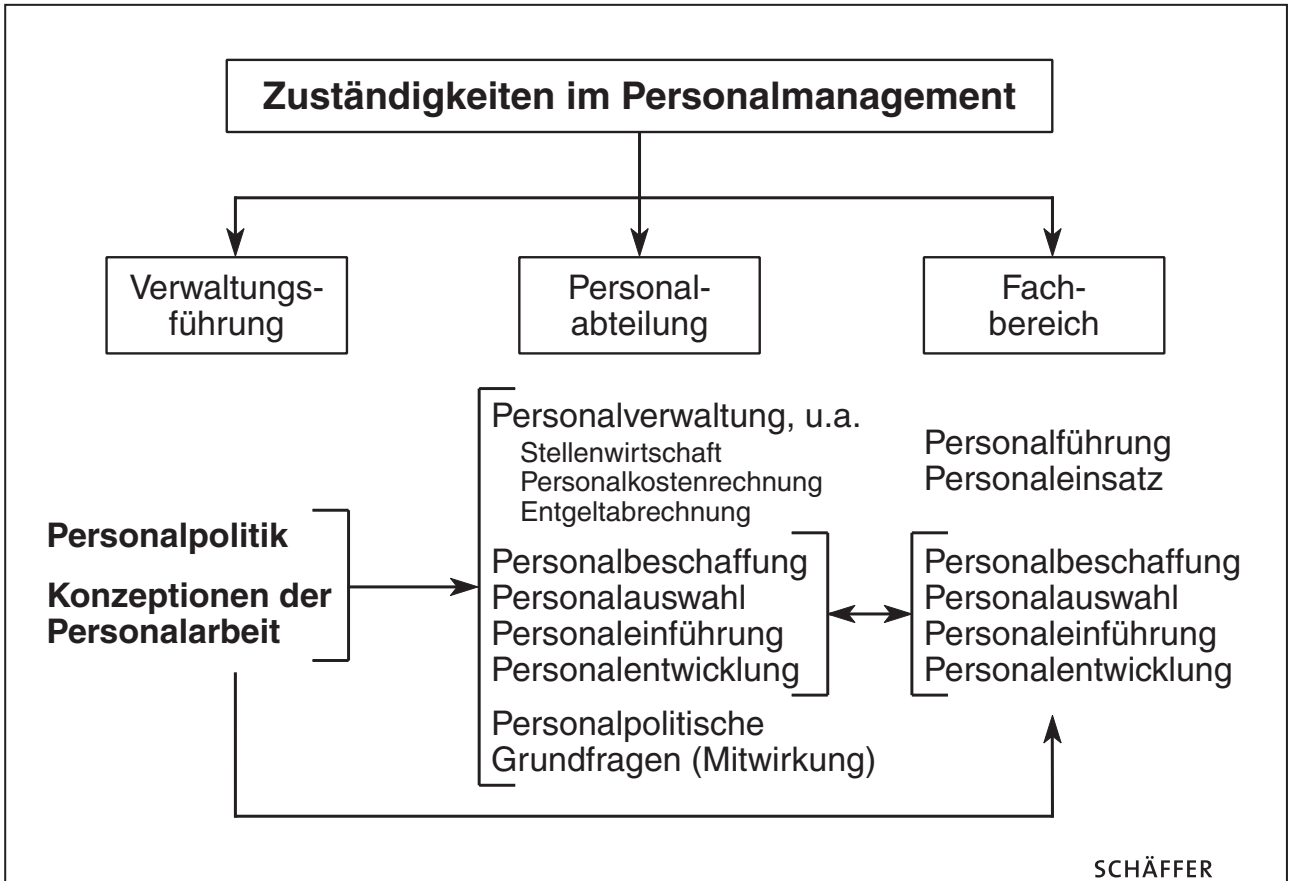 Zuständigkeiten im Personalmanagement
Verwaltungs-
führung
Personal-
abteilung
Fach-
bereich
Personalpolitik
Konzeptionen der
Personalarbeit
Personalverwaltung, u.a.
Stellenwirtschaft
Personalkostenrechnung
Entgeltabrechnung
Personalbeschaffung
Personalauswahl
Personaleinführung
Personalentwicklung
Personalpolitische
Grundfragen (Mitwirkung)
Personalführung
Personaleinsatz
Personalbeschaffung
Personalauswahl
Personaleinführung
Personalentwicklung
SCHÄFFER